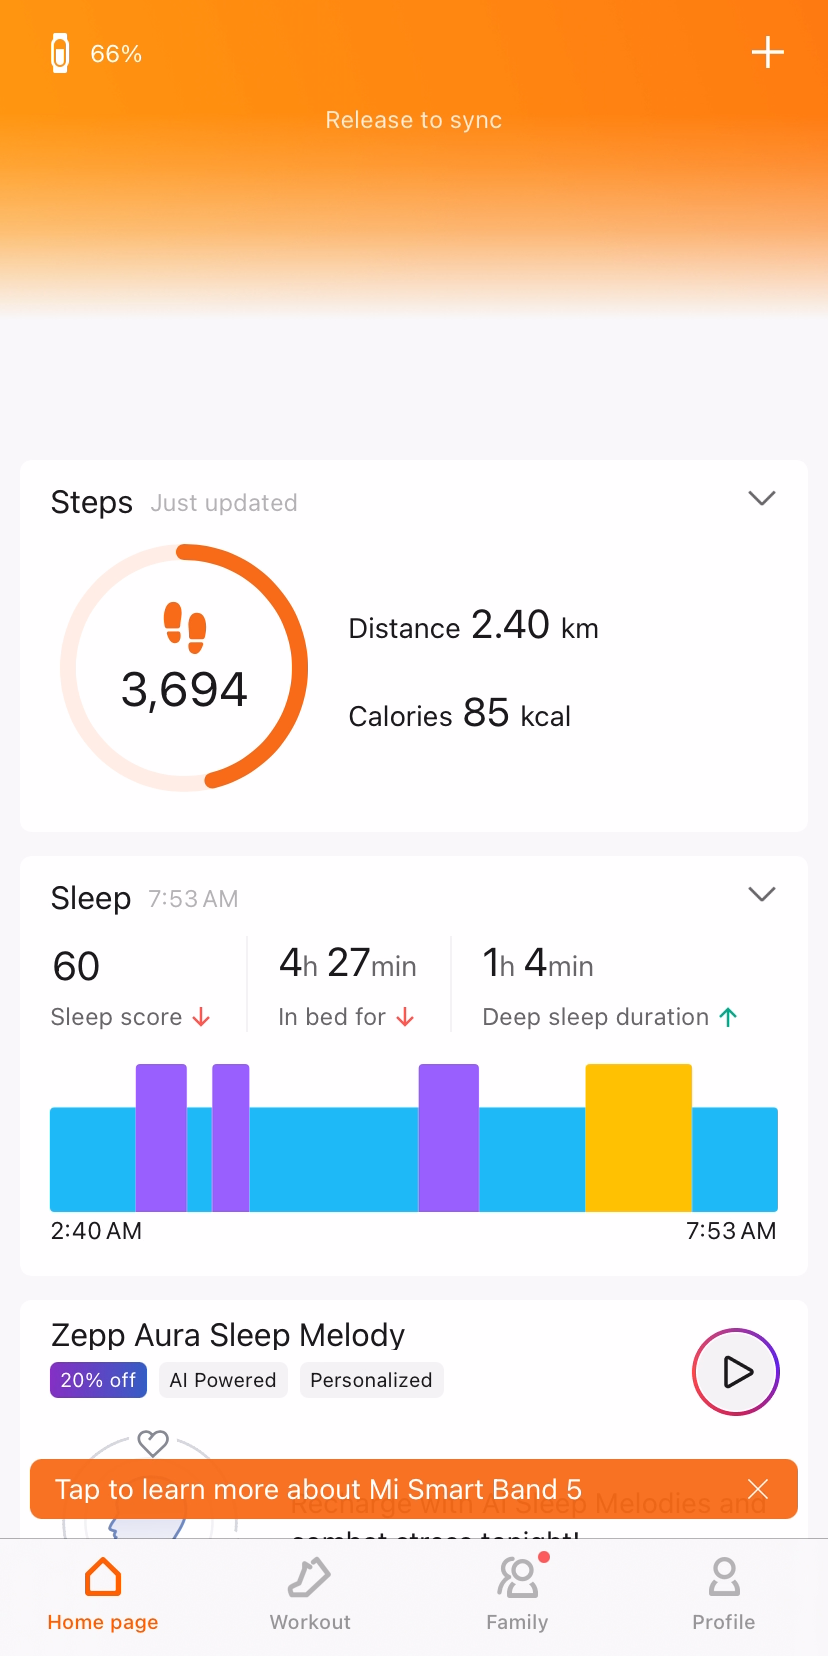 66%
Release to sync
Steps Just updated
3,694
Distance 2.40 km
Calories 85 kcal
Sleep 7:53 AM
60
Sleep score
4h 27min
In bed for
1h 4min
Deep sleep duration
2:40 AM
7:53 AM
Zepp Aura Sleep Melody
20% off
AI Powered
Personalized
Tap to learn more about Mi Smart Band 5
Recharge with AI Sleep Melodies and
combat stress tonight!
Home page
Workout
Family
Profile